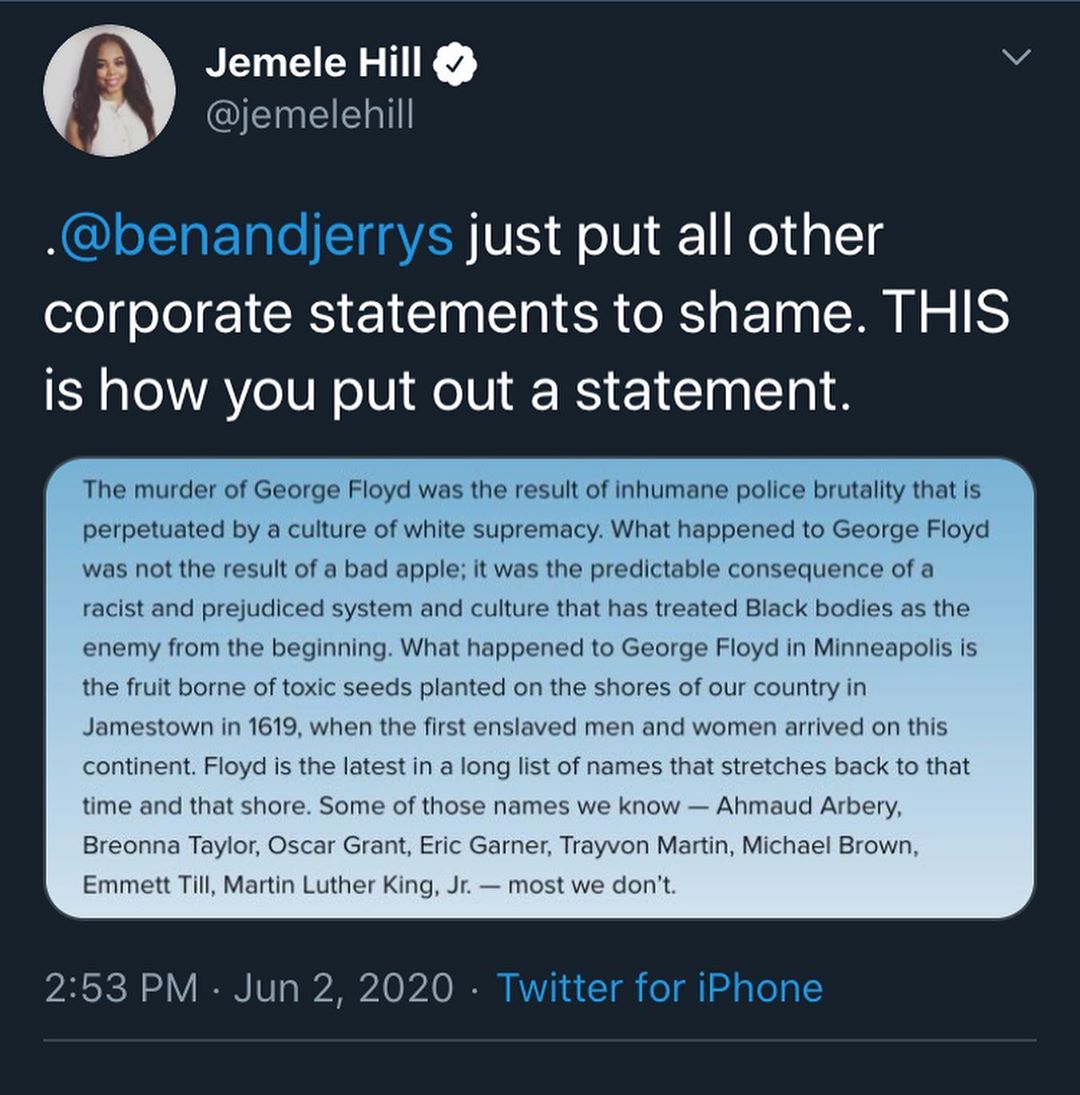 Jemele Hill
@jemelehill
.@benandjerrys just put all other
corporate statements to shame. THIS
is how you put out a statement.
The murder of George Floyd was the result of inhumane police brutality that is
perpetuated by a culture of white supremacy. What happened to George Floyd
was not the result of a bad apple; it was the predictable consequence of a
racist and prejudiced system and culture that has treated Black bodies as the
enemy from the beginning. What happened to George Floyd in Minneapolis is
the fruit borne of toxic seeds planted on the shores of our country in
Jamestown in 1619, when the first enslaved men and women arrived on this
continent. Floyd is the latest in a long list of names that stretches back to that
time and that shore. Some of those names we know — Ahmaud Arbery,
Breonna Taylor, Oscar Grant, Eric Garner, Trayvon Martin, Michael Brown,
Emmett Till, Martin Luther King, Jr. — most we don’t.
2:53 PM · Jun 2, 2020 · Twitter for iPhone